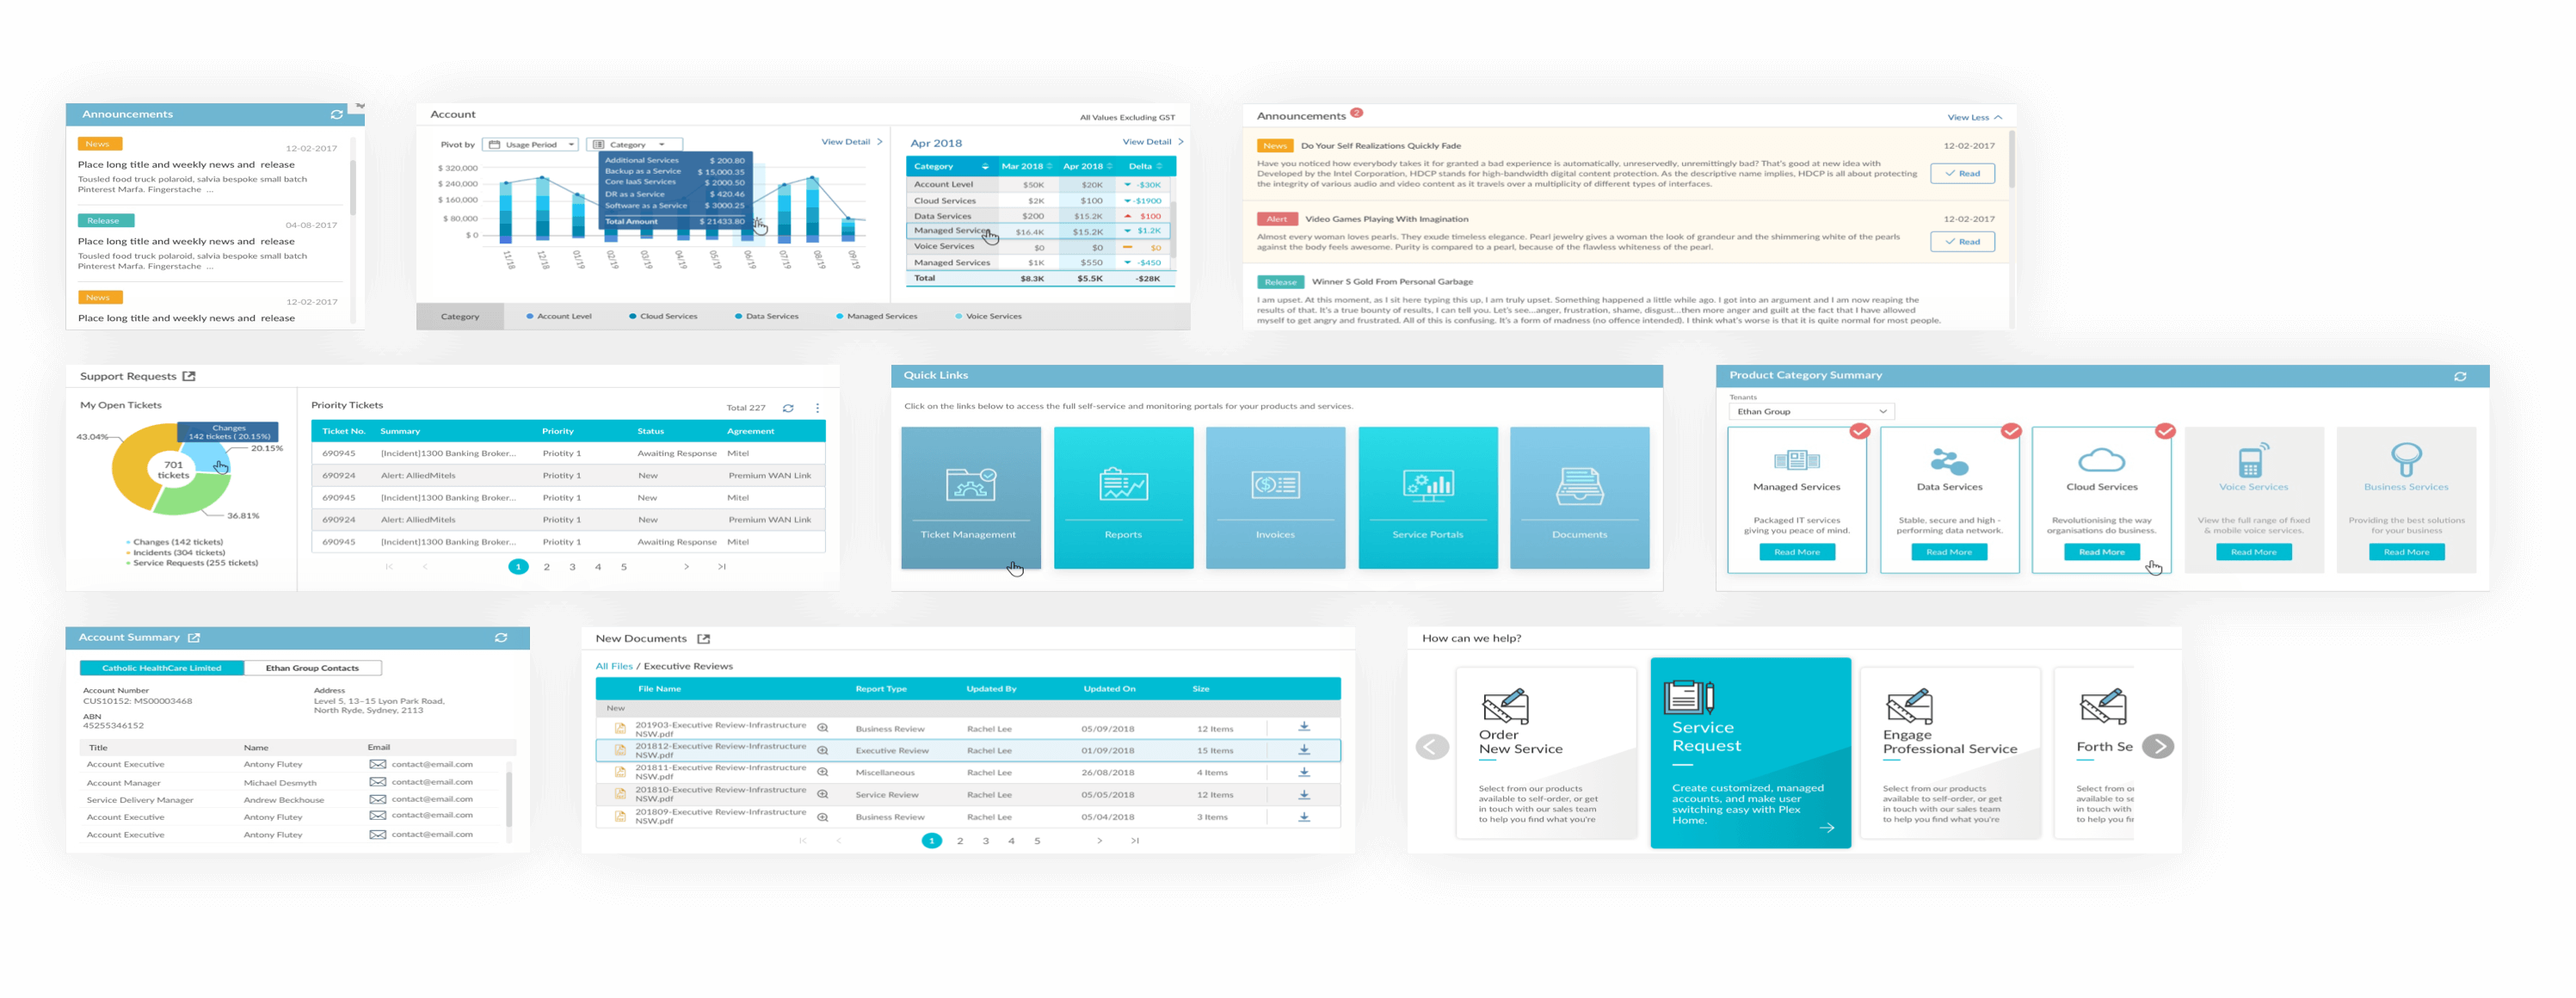 Announcements
News
12-02-2017
Place long title and weekly news and release
Tousled food truck polaroid, salvia bespoke small batch
Pinterest Marfa. Fingerstache ...
Release
04-08-2017
Place long title and weekly news and release
Tousled food truck polaroid, salvia bespoke small batch
Pinterest Marfa. Fingerstache ...
News
12-02-2017
Place long title and weekly news and release
Account
All Values Excluding GST
Pivot by Usage Period Category View Detail
$ 320,000
$ 240,000
$ 160,000
$ 80,000
$ 0
Additional Services $ 200.80
Backup as a Service $ 15,000.35
Core IaaS Services $ 2000.50
DR as a Service $ 420.46
Software as a Service $ 3000.25
Total Amount $ 21433.80
11/18 12/18 01/19 02/19 03/19 04/19 05/19 06/19 07/19 08/19 09/19
Apr 2018 View Detail
Category Mar 2018 Apr 2018 Delta
Account Level $50K $20K -$30K
Cloud Services $2K $100 -$1900
Data Services $200 $15.2K $100
Managed Services $16.4K $15.2K $1.2K
Voice Services $0 $0 $0
Managed Services $1K $550 -$450
Total $8.3K $5.5K -$28K
Category Account Level Cloud Services Data Services Managed Services Voice Services
Announcements 2
View Less
News Do Your Self Realizations Quickly Fade 12-02-2017
Have you noticed how everybody takes it for granted a bad experience is automatically, unreservedly, unremittingly bad? That's good at new idea with
Developed by the Intel Corporation, HDCP stands for high-bandwidth digital content protection. As the descriptive name implies, HDCP is all about protecting
the integrity of various audio and video content as it travels over a multiplicity of different types of interfaces.
Read
Alert Video Games Playing With Imagination 12-02-2017
Almost every woman loves pearls. They exude timeless elegance. Pearl jewelry gives a woman the look of grandeur and the shimmering white of the pearls
against the body feels awesome. Purity is compared to a pearl, because of the flawless whiteness of the pearl.
Read
Release Winner S Gold From Personal Garbage
I am upset. At this moment, as I sit here typing this up, I am truly upset. Something happened a little while ago. I got into an argument and I am now reaping the
results of that. It's a true bounty of results, I can tell you. Let's see...anger, frustration, shame, disgust...then more anger and guilt at the fact that I have allowed
myself to get angry and frustrated. All of this is confusing. It's a form of madness (no offence intended). I think what's worse is that it is quite normal for most people.
Support Requests
My Open Tickets
43.04%
Changes
142 tickets ( 20.15%)
20.15%
701
tickets
36.81%
Changes (142 tickets)
Incidents (304 tickets)
Service Requests (255 tickets)
Priority Tickets
Total 227
Ticket No. Summary Priority Status Agreement
690945 [Incident]1300 Banking Broker... Priotity 1 Awaiting Response Mitel
690924 Alert: AlliedMitels Priotity 1 New Premium WAN Link
690945 [Incident]1300 Banking Broker... Priotity 1 New Mitel
690924 Alert: AlliedMitels Priotity 1 New Premium WAN Link
690945 [Incident]1300 Banking Broker... Priotity 1 Awaiting Response Mitel
1 2 3 4 5
Quick Links
Click on the links below to access the full self-service and monitoring portals for your products and services.
Ticket Management
Reports
Invoices
Service Portals
Documents
Product Category Summary
Tenants
Ethan Group
Managed Services
Packaged IT services
giving you peace of mind.
Read More
Data Services
Stable, secure and high -
performing data network.
Read More
Cloud Services
Revolutionising the way
organisations do business.
Read More
Voice Services
View the full range of fixed
& mobile voice services.
Read More
Business Services
Providing the best solutions
for your business
Read More
Account Summary
Catholic HealthCare Limited Ethan Group Contacts
Account Number
CUS10152: MS00003468
ABN
45255346152
Address
Level 5, 13-15 Lyon Park Road,
North Ryde, Sydney, 2113
Title Name Email
Account Executive Antony Flutey contact@email.com
Account Manager Michael Desmyth contact@email.com
Service Delivery Manager Andrew Beckhouse contact@email.com
Account Executive Antony Flutey contact@email.com
Account Executive Antony Flutey contact@email.com
New Documents
All Files / Executive Reviews
File Name Report Type Updated By Updated On Size
New
201903-Executive Review-Infrastructure
NSW.pdf
Business Review Rachel Lee 05/09/2018 12 Items
201812-Executive Review-Infrastructure
NSW.pdf
Executive Review Rachel Lee 01/09/2018 15 Items
201811-Executive Review-Infrastructure
NSW.pdf
Miscellaneous Rachel Lee 26/08/2018 4 Items
201810-Executive Review-Infrastructure
NSW.pdf
Service Review Rachel Lee 05/05/2018 12 Items
201809-Executive Review-Infrastructure
NSW.pdf
Business Review Rachel Lee 05/04/2018 3 Items
1 2 3 4 5
How can we help?
Order
New Service
Select from our products
available to self-order, or get
in touch with our sales team
to help you find what you're
Service
Request
Create customized, managed
accounts, and make user
switching easy with Plex
Home.
Engage
Professional Service
Select from our products
available to self-order, or get
in touch with our sales team
to help you find what you're
Forth Se
Select from o
available to se
in touch with
to help you fi